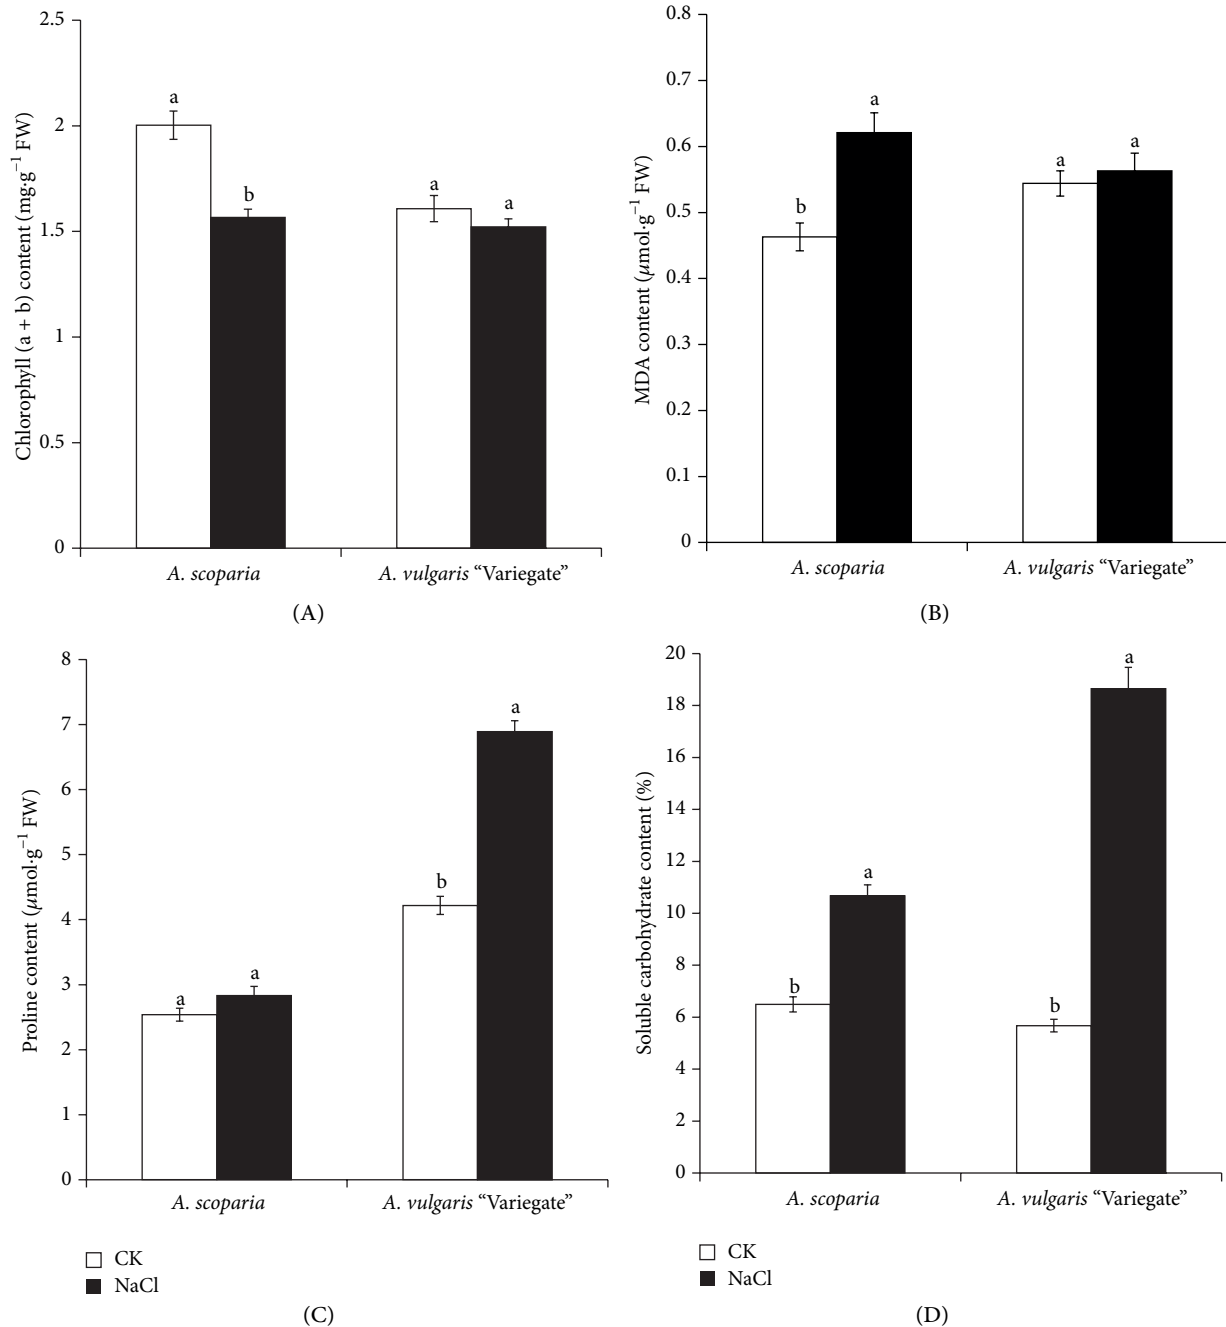 2.5
2
1.5
1
0.5
0
Chlorophyll (a + b) content (mg·g⁻¹ FW)
a
b
a
a
A. scoparia
A. vulgaris “Variegate”
(A)
0.8
0.7
0.6
0.5
0.4
0.3
0.2
0.1
0
MDA content (μmol·g⁻¹ FW)
b
a
a
a
A. scoparia
A. vulgaris “Variegate”
(B)
8
7
6
5
4
3
2
1
0
Proline content (μmol·g⁻¹ FW)
a
a
b
a
A. scoparia
A. vulgaris “Variegate”
CK
NaCl
(C)
20
18
16
14
12
10
8
6
4
2
0
Soluble carbohydrate content (%)
b
a
b
a
A. scoparia
A. vulgaris “Variegate”
CK
NaCl
(D)